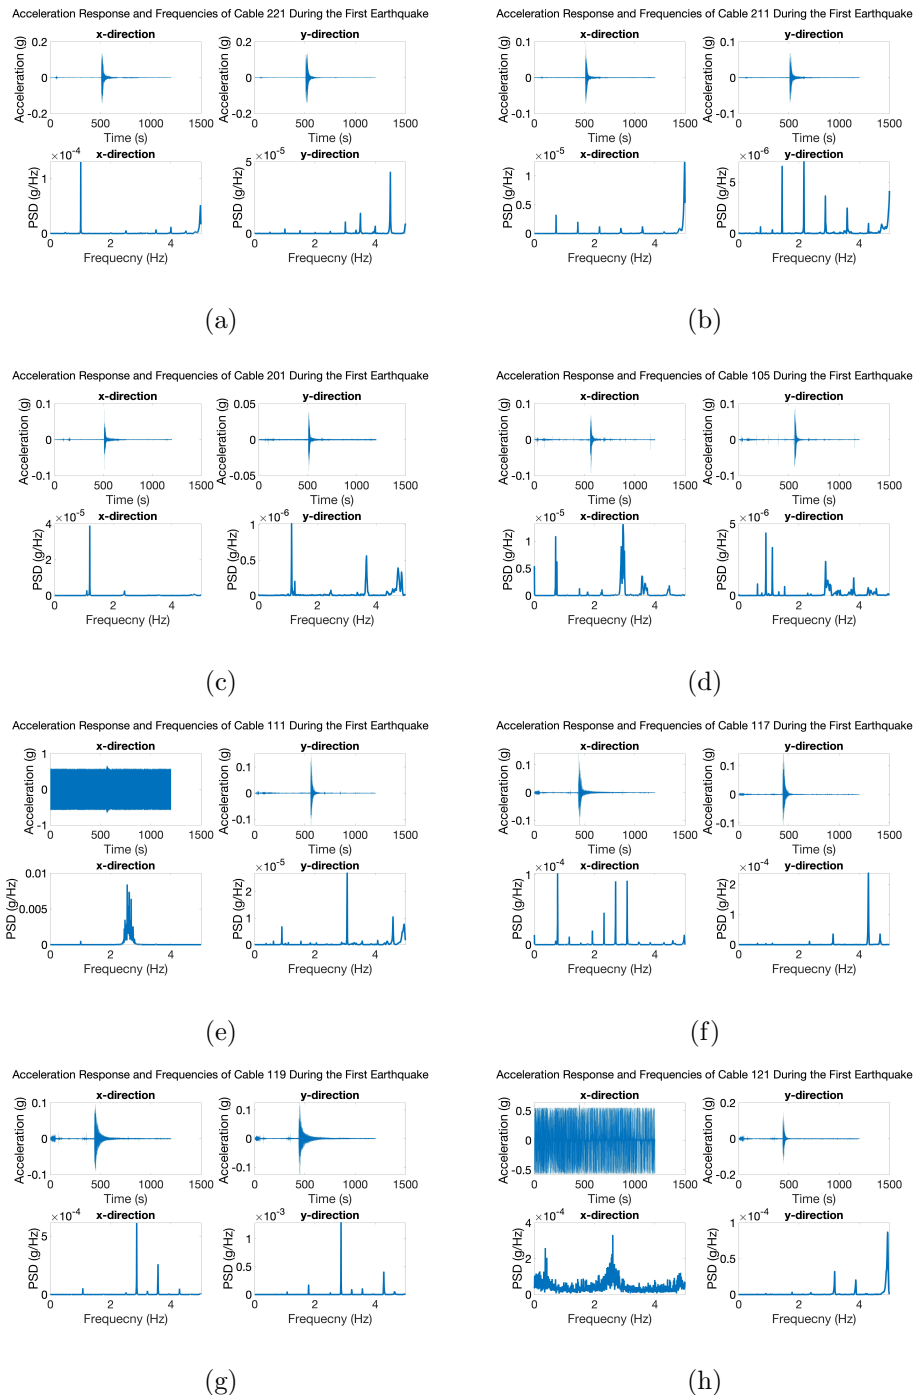 Acceleration Response and Frequencies of Cable 221 During the First Earthquake
x-direction
y-direction
Acceleration (g)
0.2
0
-0.2
0 500 1000 1500
Time (s)
0.2
0
-0.2
0 500 1000 1500
×10^-4
x-direction
PSD (g/Hz)
1
0
0 2 4
Frequecny (Hz)
×10^-5
y-direction
PSD (g/Hz)
5
0
0 2 4
Frequecny (Hz)
(a)
Acceleration Response and Frequencies of Cable 211 During the First Earthquake
x-direction
y-direction
Acceleration (g)
0.1
0
-0.1
0 500 1000 1500
Time (s)
0.1
0
-0.1
0 500 1000 1500
×10^-5
x-direction
PSD (g/Hz)
1
0.5
0
0 2 4
Frequecny (Hz)
×10^-6
y-direction
PSD (g/Hz)
5
0
0 2 4
Frequecny (Hz)
(b)
Acceleration Response and Frequencies of Cable 201 During the First Earthquake
x-direction
y-direction
Acceleration (g)
0.1
0
-0.1
0 500 1000 1500
Time (s)
0.05
0
-0.05
0 500 1000 1500
×10^-5
x-direction
PSD (g/Hz)
4
2
0
0 2 4
Frequecny (Hz)
×10^-6
y-direction
PSD (g/Hz)
1
0.5
0
0 2 4
Frequecny (Hz)
(c)
Acceleration Response and Frequencies of Cable 105 During the First Earthquake
x-direction
y-direction
Acceleration (g)
0.1
0
-0.1
0 500 1000 1500
Time (s)
0.1
0
-0.1
0 500 1000 1500
×10^-5
x-direction
PSD (g/Hz)
1
0.5
0
0 2 4
Frequecny (Hz)
×10^-6
y-direction
PSD (g/Hz)
5
0
0 2 4
Frequecny (Hz)
(d)
Acceleration Response and Frequencies of Cable 111 During the First Earthquake
x-direction
y-direction
Acceleration (g)
1
0
-1
0 500 1000 1500
Time (s)
0.1
0
-0.1
0 500 1000 1500
x-direction
PSD (g/Hz)
0.01
0.005
0
0 2 4
Frequecny (Hz)
×10^-5
y-direction
PSD (g/Hz)
2
0
0 2 4
Frequecny (Hz)
(e)
Acceleration Response and Frequencies of Cable 117 During the First Earthquake
x-direction
y-direction
Acceleration (g)
0.1
0
-0.1
0 500 1000 1500
Time (s)
0.1
0
-0.1
0 500 1000 1500
×10^-4
x-direction
PSD (g/Hz)
1
0.5
0
0 2 4
Frequecny (Hz)
×10^-4
y-direction
PSD (g/Hz)
2
1
0
0 2 4
Frequecny (Hz)
(f)
Acceleration Response and Frequencies of Cable 119 During the First Earthquake
x-direction
y-direction
Acceleration (g)
0.1
0
-0.1
0 500 1000 1500
Time (s)
0.1
0
-0.1
0 500 1000 1500
×10^-4
x-direction
PSD (g/Hz)
5
0
0 2 4
Frequecny (Hz)
×10^-3
y-direction
PSD (g/Hz)
1
0.5
0
0 2 4
Frequecny (Hz)
(g)
Acceleration Response and Frequencies of Cable 121 During the First Earthquake
x-direction
y-direction
Acceleration (g)
0.5
0
-0.5
0 500 1000 1500
Time (s)
0.2
0
-0.2
0 500 1000 1500
×10^-4
x-direction
PSD (g/Hz)
4
2
0
0 2 4
Frequecny (Hz)
×10^-4
y-direction
PSD (g/Hz)
1
0.5
0
0 2 4
Frequecny (Hz)
(h)